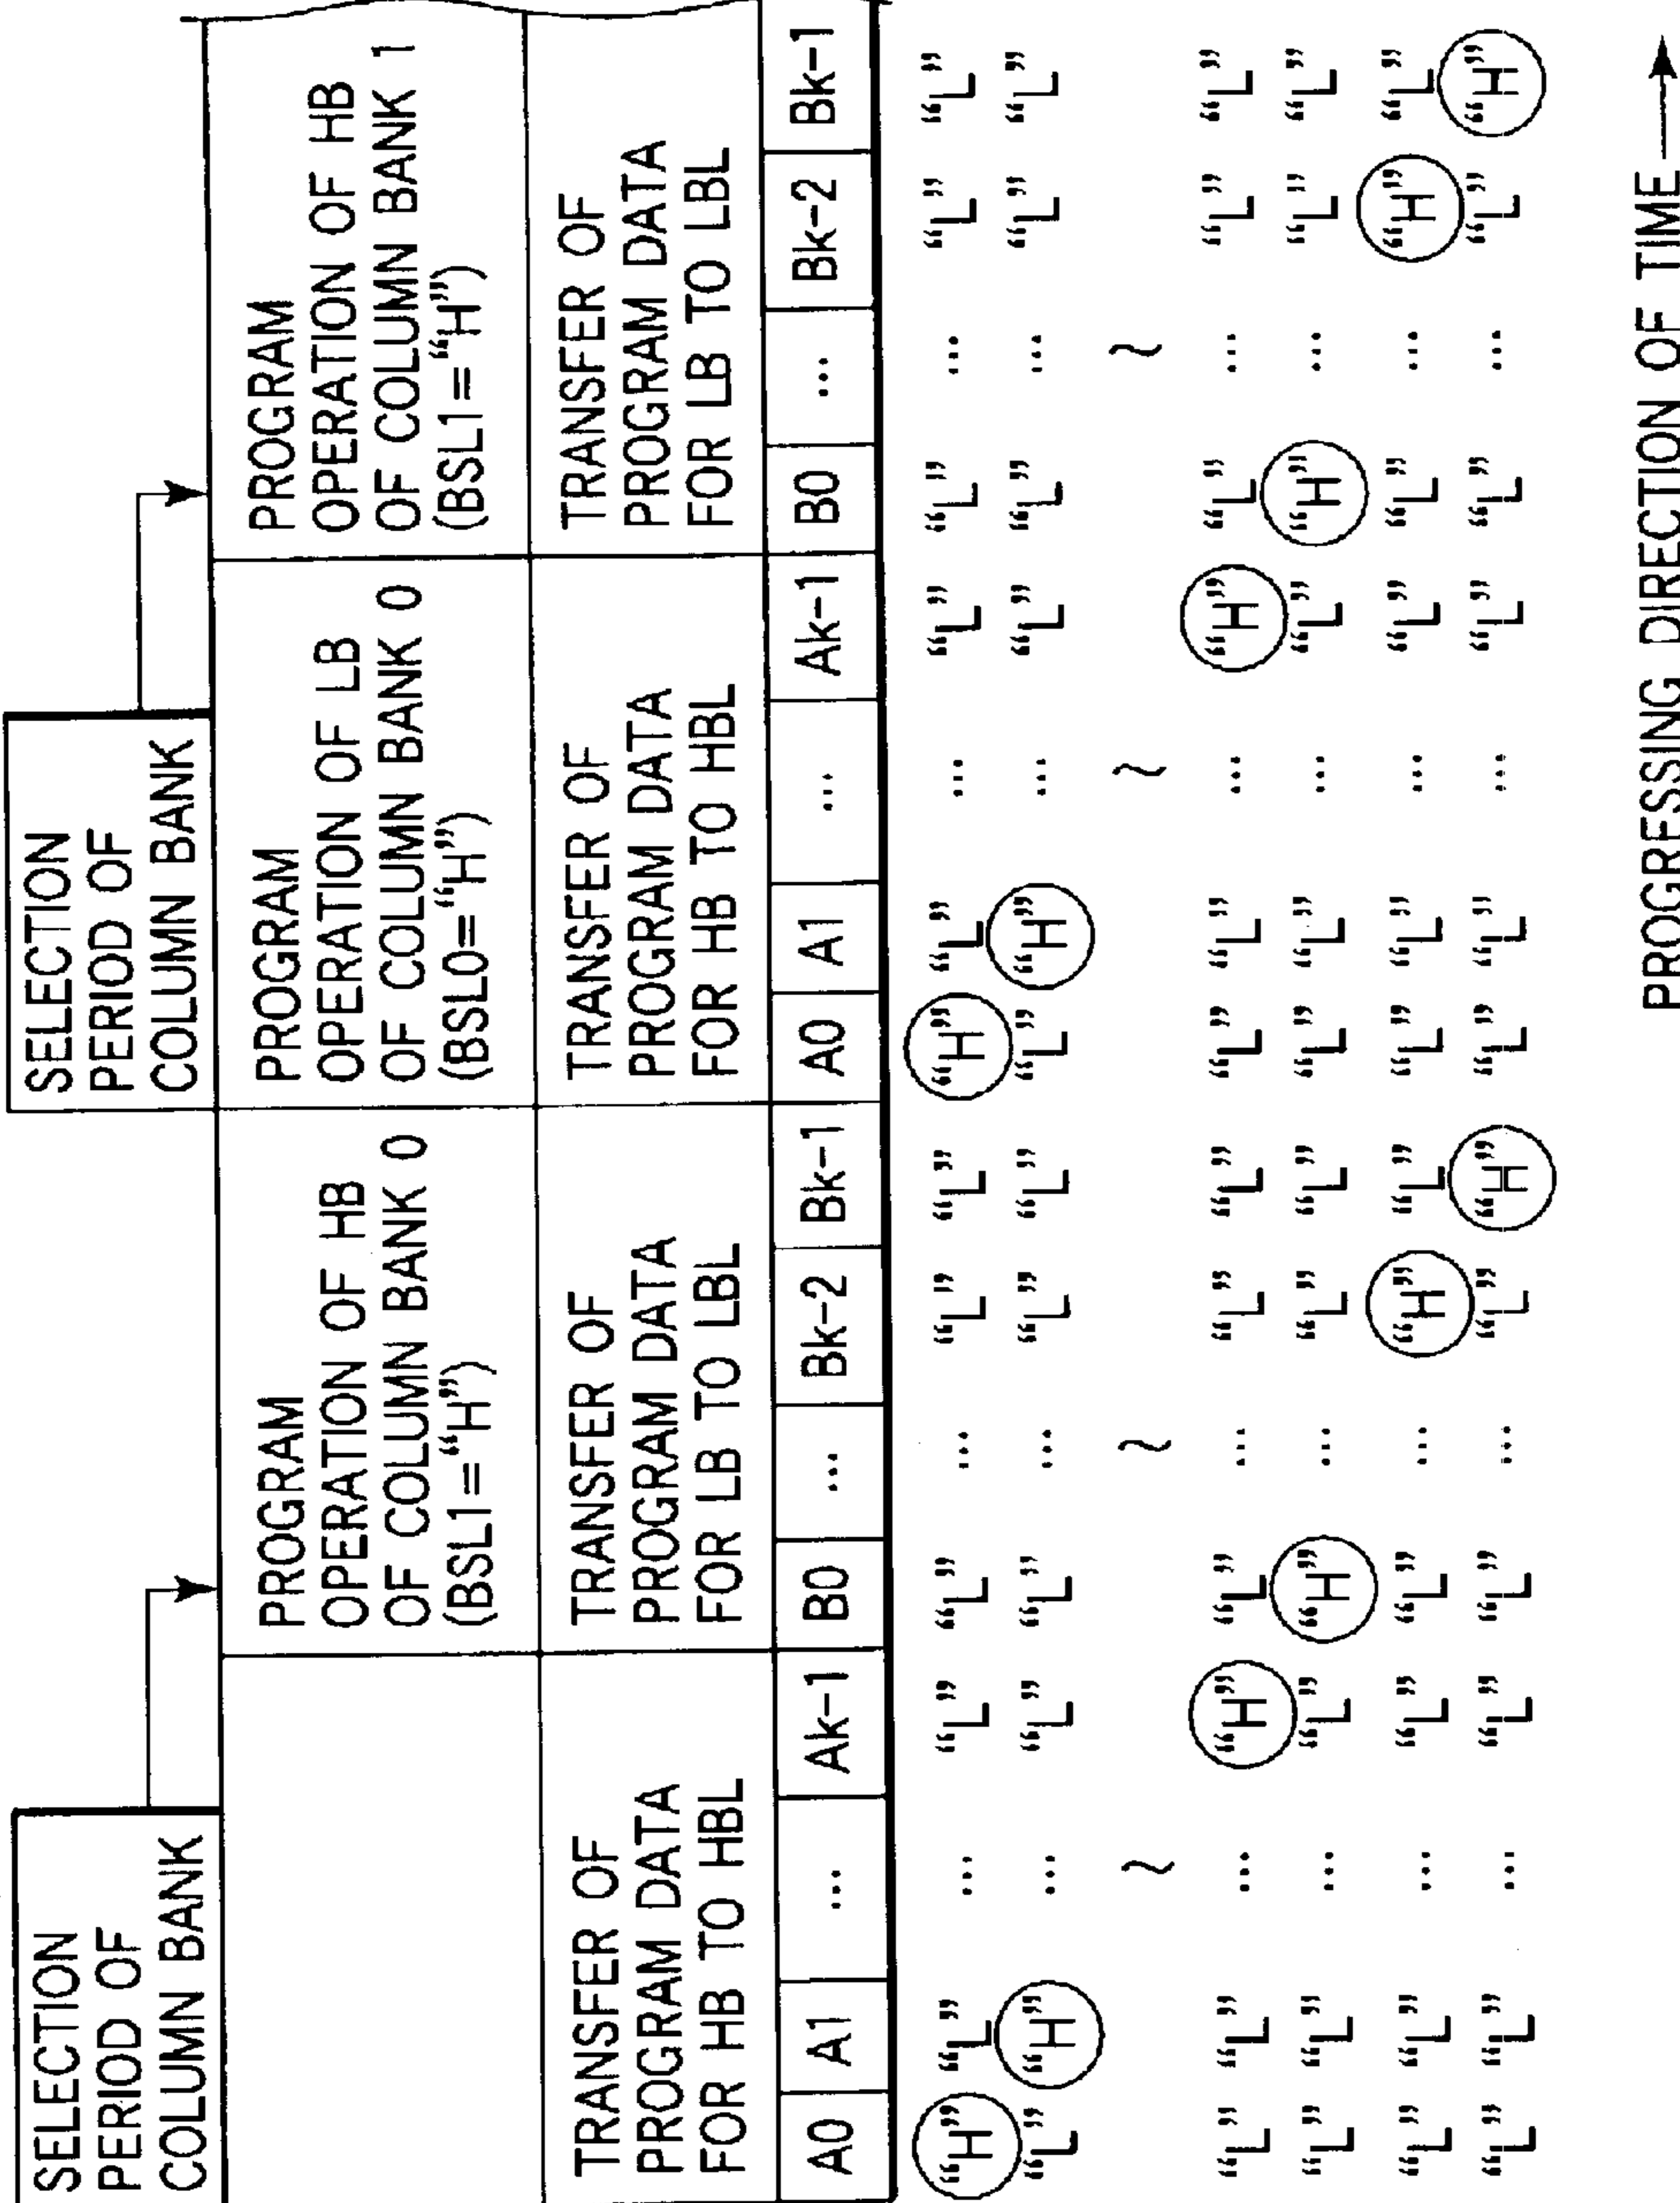 SELECTION
PERIOD OF
COLUMN BANK
SELECTION
PERIOD OF
COLUMN BANK
PROGRAM
OPERATION OF HB
OF COLUMN BANK 0
(BSL1="H")
PROGRAM
OPERATION OF LB
OF COLUMN BANK 0
(BSL0="H")
PROGRAM
OPERATION OF HB
OF COLUMN BANK 1
(BSL1="H")
TRANSFER OF
PROGRAM DATA
FOR HB TO HBL
TRANSFER OF
PROGRAM DATA
FOR LB TO LBL
TRANSFER OF
PROGRAM DATA
FOR HB TO HBL
TRANSFER OF
PROGRAM DATA
FOR LB TO LBL
A0 A1 ... Ak-1 B0 ... Bk-2 Bk-1 A0 A1 ... Ak-1 B0 ... Bk-2 Bk-1
"H" "L" ... "L" "L" ... "L" "L" "H" "L" ... "L" "L" ... "L" "L"
"L" "H" ... "L" "L" ... "L" "L" "L" "H" ... "L" "L" ... "L" "L"
~ ~ ~ ~
"L" "L" ... "H" "L" ... "L" "L" "L" "L" ... "H" "L" ... "L" "L"
"L" "L" ... "L" "H" ... "L" "L" "L" "L" ... "L" "H" ... "L" "L"
"L" "L" ... "L" "L" ... "H" "L" "L" "L" ... "L" "L" ... "H" "L"
"L" "L" ... "L" "L" ... "L" "H" "L" "L" ... "L" "L" ... "L" "H"
PROGRESSING DIRECTION OF TIME